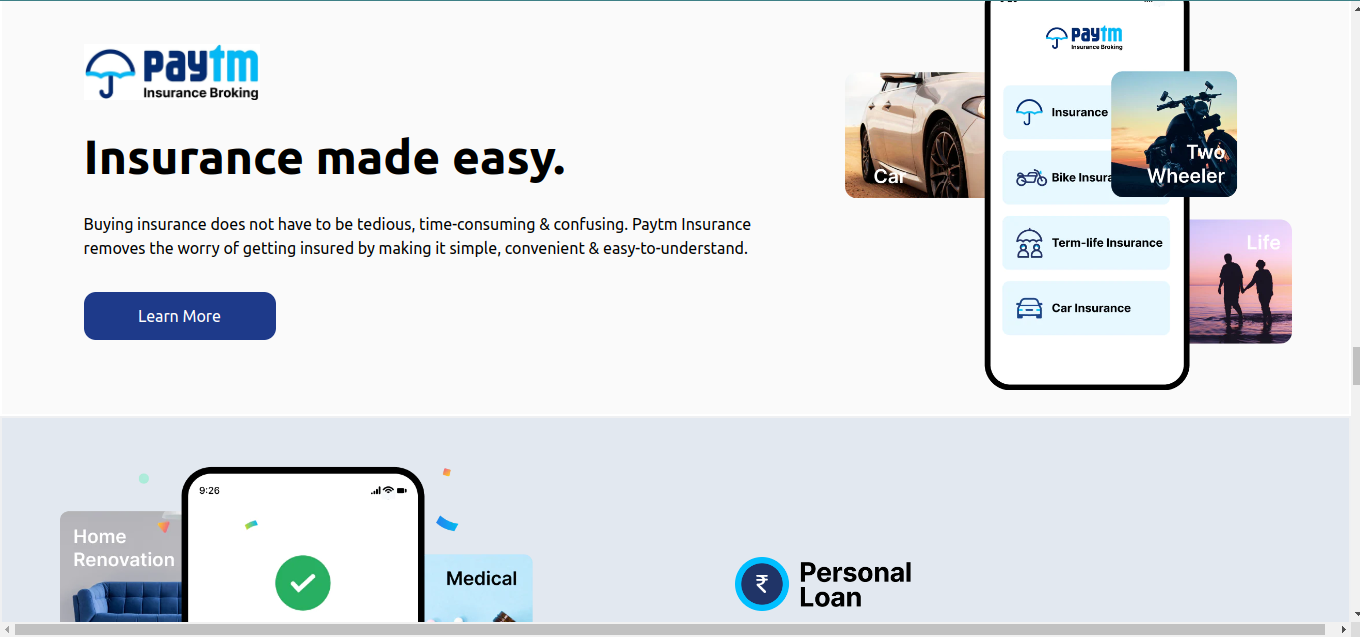 paytm
Insurance Broking
Insurance made easy.
Buying insurance does not have to be tedious, time-consuming & confusing. Paytm Insurance
removes the worry of getting insured by making it simple, convenient & easy-to-understand.
Learn More
paytm
Insurance Broking
Car
Insurance
Two
Wheeler
Bike
Term-life Insurance
Life
Car Insurance
9:26
Home
Renovation
Medical
₹
Personal
Loan